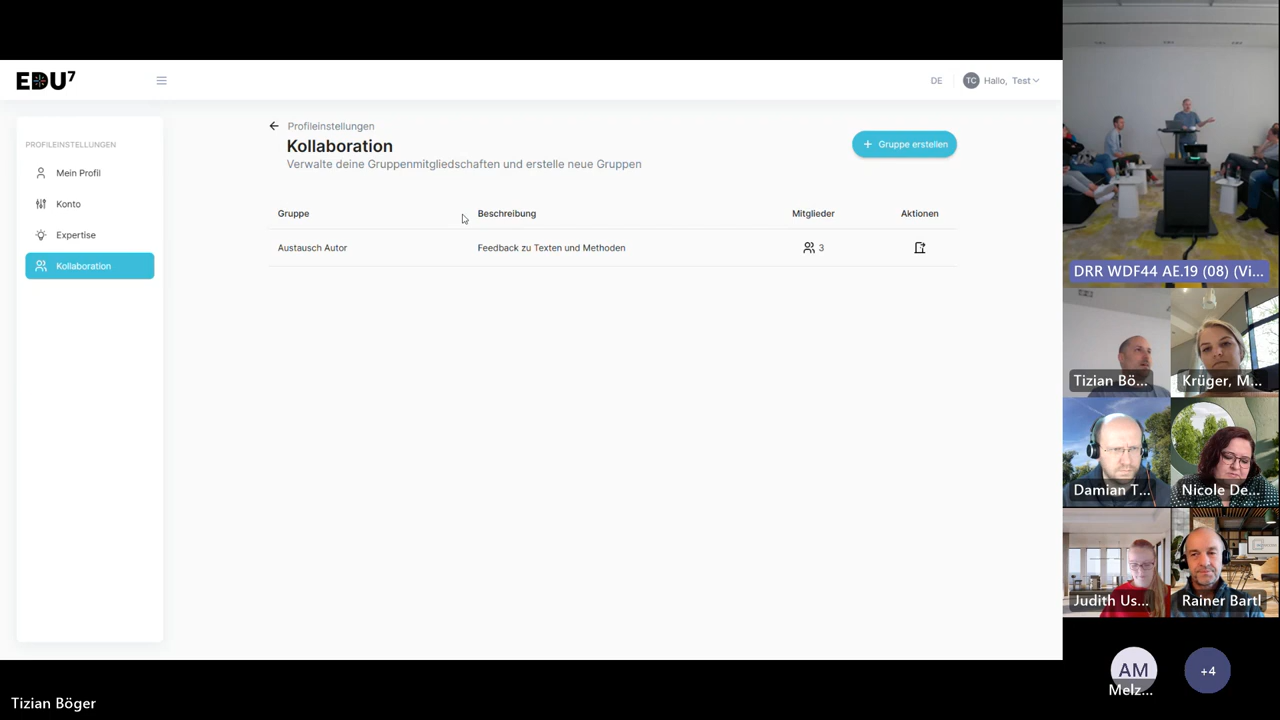 EDU7
DE
TC
Hallo, Test
PROFILEINSTELLUNGEN
Mein Profil
Konto
Expertise
Kollaboration
Profileinstellungen
Kollaboration
Verwalte deine Gruppenmitgliedschaften und erstelle neue Gruppen
+ Gruppe erstellen
Gruppe Beschreibung Mitglieder Aktionen
Austausch Autor Feedback zu Texten und Methoden 3
DRR WDF44 AE.19 (08) (Vi...
Tizian Bö...
Krüger, M...
Damian T...
Nicole De...
Judith Us...
Rainer Bartl
AM
Melz...
+4
Tizian Böger